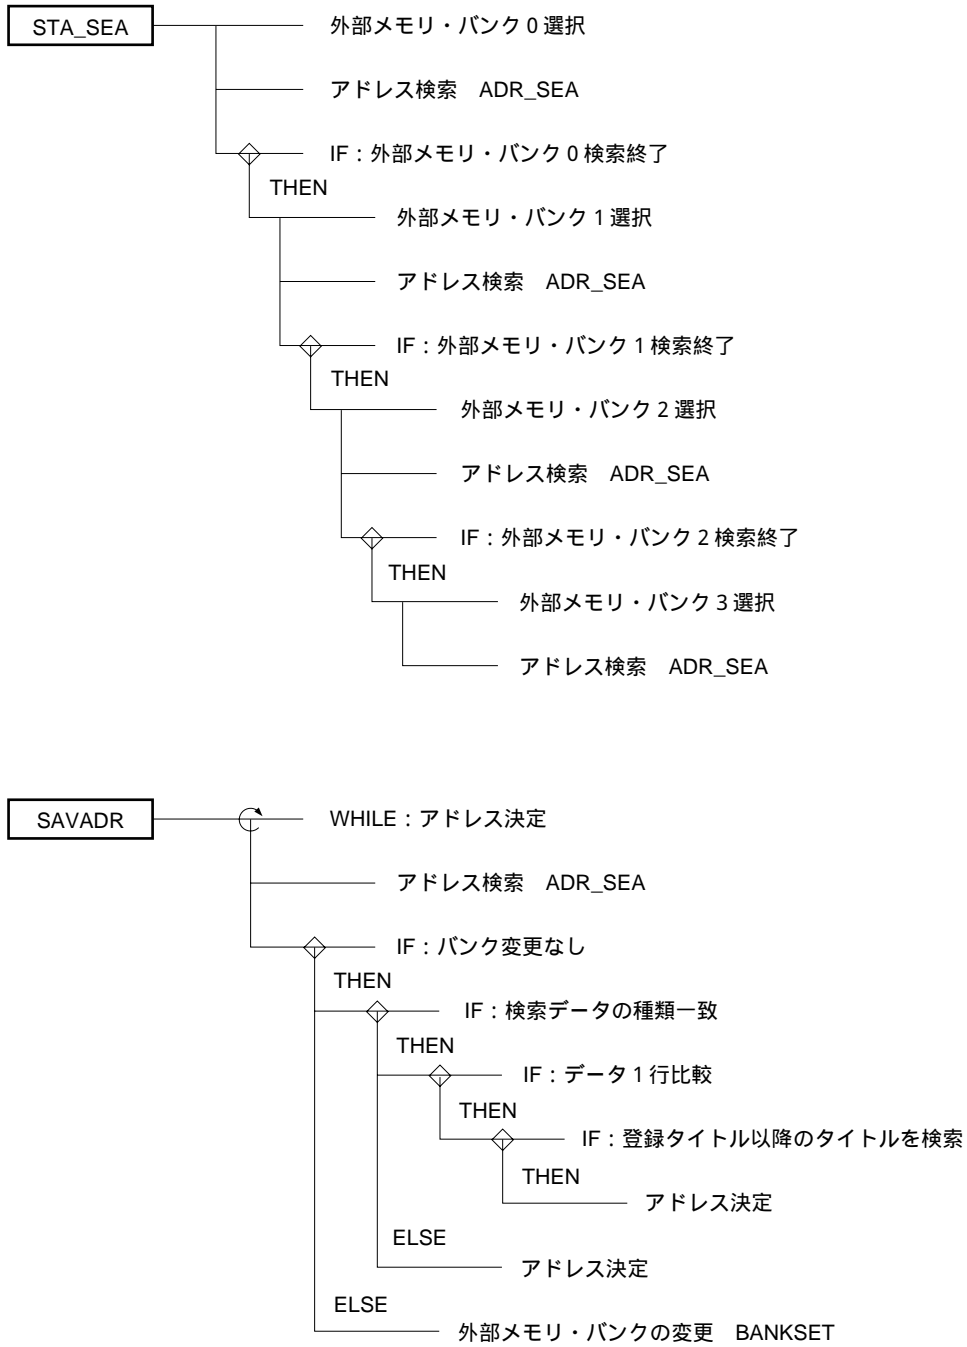 STA_SEA
外部メモリ・バンク0選択
アドレス検索　ADR_SEA
IF：外部メモリ・バンク0検索終了
THEN
外部メモリ・バンク1選択
アドレス検索　ADR_SEA
IF：外部メモリ・バンク1検索終了
THEN
外部メモリ・バンク2選択
アドレス検索　ADR_SEA
IF：外部メモリ・バンク2検索終了
THEN
外部メモリ・バンク3選択
アドレス検索　ADR_SEA
SAVADR
WHILE：アドレス決定
アドレス検索　ADR_SEA
IF：バンク変更なし
THEN
IF：検索データの種類一致
THEN
IF：データ1行比較
THEN
IF：登録タイトル以降のタイトルを検索
THEN
アドレス決定
ELSE
アドレス決定
ELSE
外部メモリ・バンクの変更　BANKSET